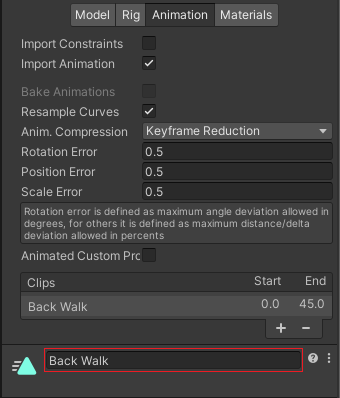 Model Rig Animation Materials
Import Constraints
Import Animation
Bake Animations
Resample Curves
Anim. Compression Keyframe Reduction
Rotation Error 0.5
Position Error 0.5
Scale Error 0.5
Rotation error is defined as maximum angle deviation allowed in
degrees, for others it is defined as maximum distance/delta
deviation allowed in percents
Animated Custom Pro
Clips Start End
Back Walk 0.0 45.0
+ −
Back Walk